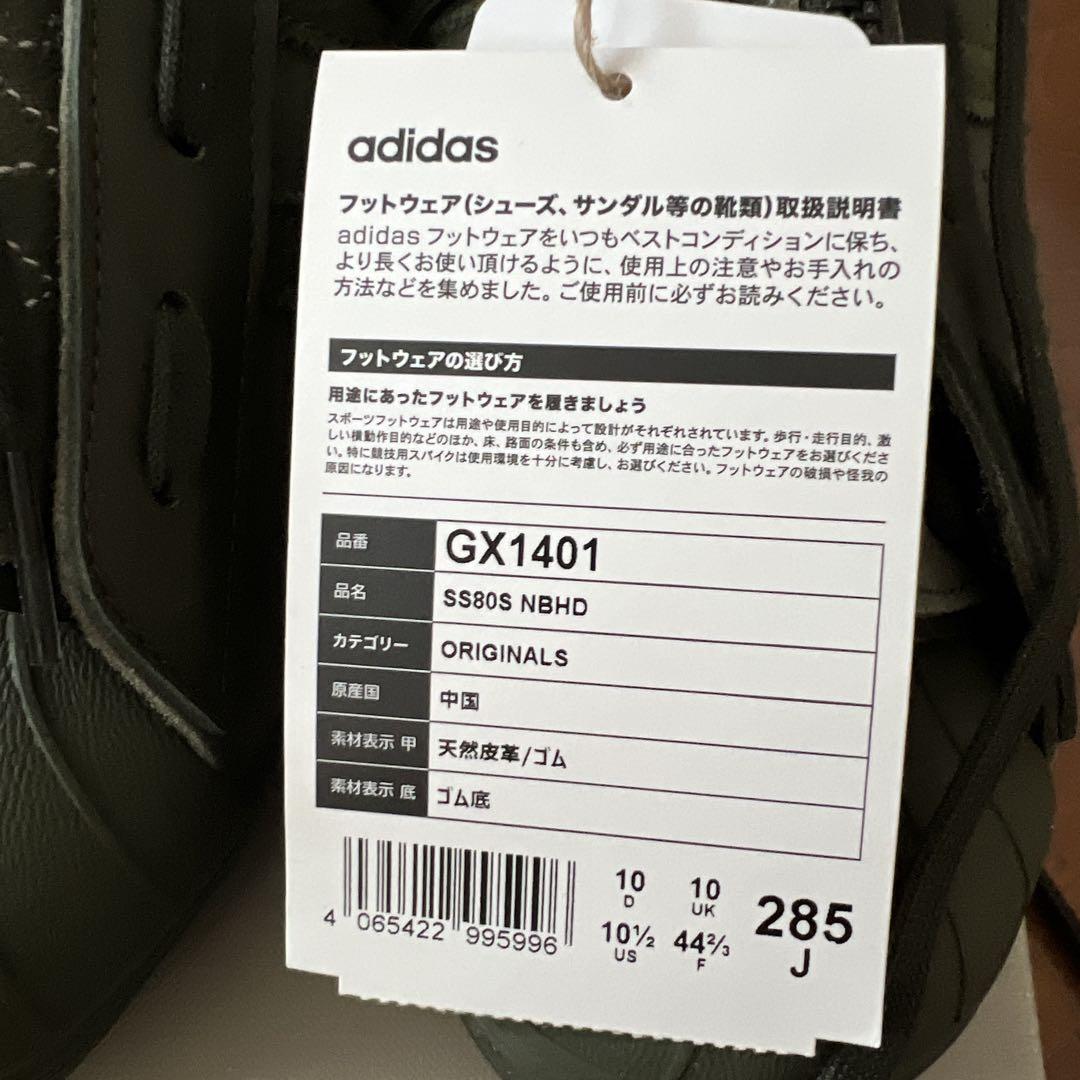 adidas
フットウェア(シューズ、サンダル等の靴類)取扱説明書
adidas フットウェアをいつもベストコンディションに保ち、
より長くお使い頂けるように、使用上の注意やお手入れの
方法などを集めました。ご使用前に必ずお読みください。
フットウェアの選び方
用途にあったフットウェアを履きましょう
スポーツフットウェアは用途や使用目的によって設計がそれぞれされています。歩行・走行目的、激
しい横動作目的などのほか、床、路面の条件も含め、必ず用途に合ったフットウェアをお選びくださ
い。特に競技用スパイクは使用環境を十分に考慮し、お選びください。フットウェアの破損や怪我の
原因になります。
品番 GX1401
品名 SS80S NBHD
カテゴリー ORIGINALS
原産国 中国
素材表示 甲 天然皮革/ゴム
素材表示 底 ゴム底
4 065422 995996
10 D 10 UK
10½ US 44⅔ F
285 J